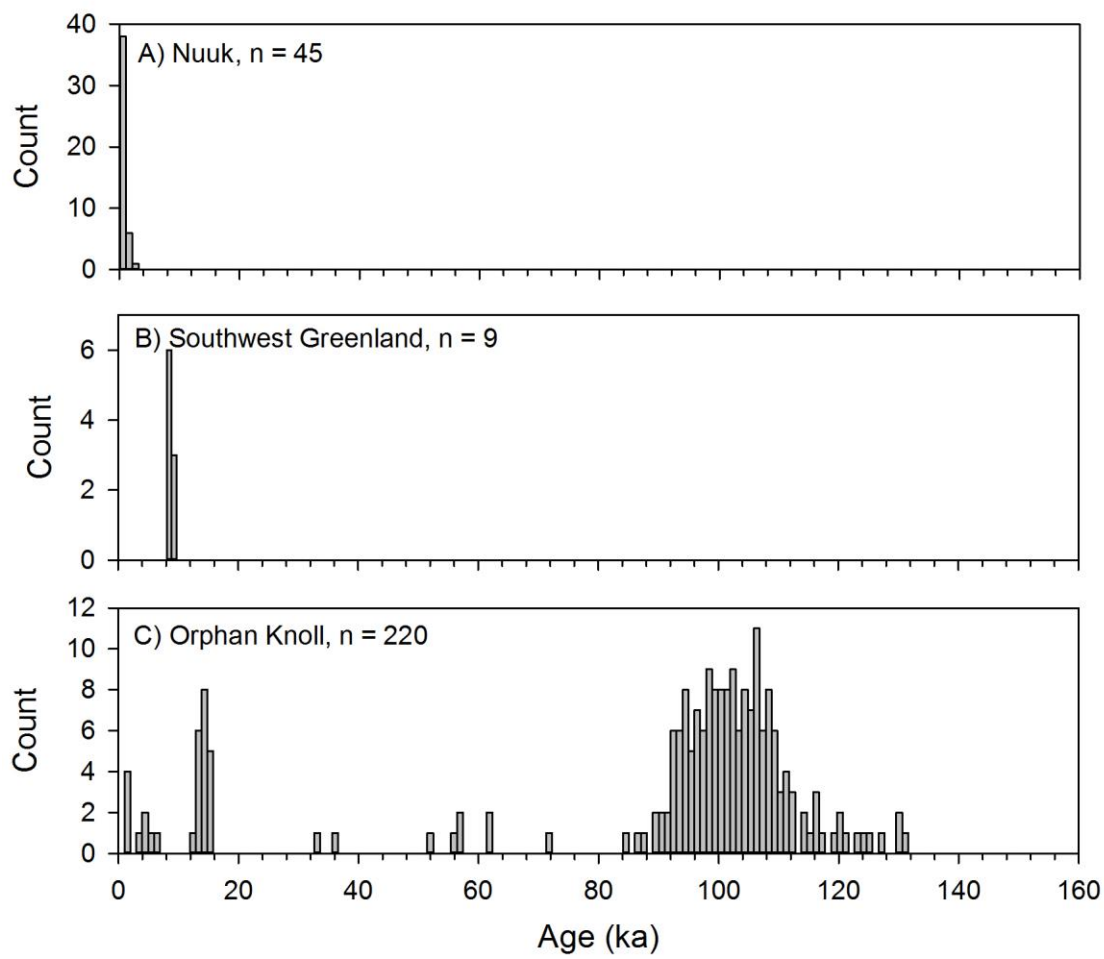 40
A) Nuuk, n = 45
30
20
10
0
Count
B) Southwest Greenland, n = 9
6
4
2
0
Count
12
C) Orphan Knoll, n = 220
10
8
6
4
2
0
Count
0 20 40 60 80 100 120 140 160
Age (ka)